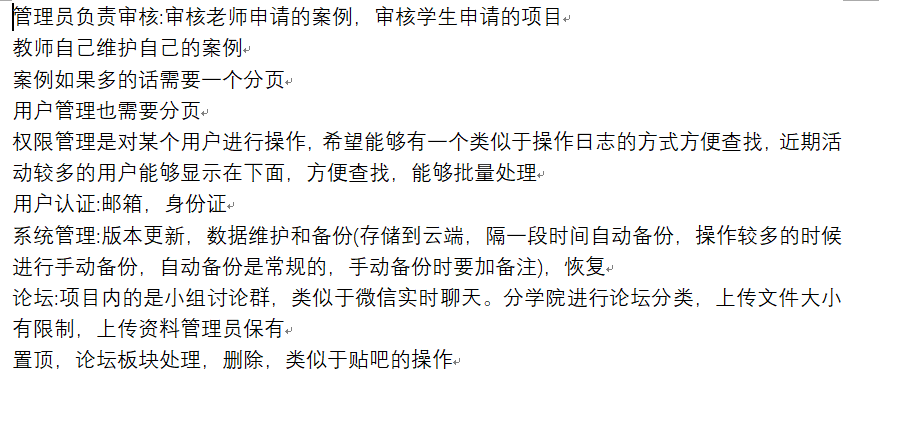 管理员负责审核:审核老师申请的案例，审核学生申请的项目
教师自己维护自己的案例
案例如果多的话需要一个分页
用户管理也需要分页
权限管理是对某个用户进行操作，希望能够有一个类似于操作日志的方式方便查找，近期活
动较多的用户能够显示在下面，方便查找，能够批量处理
用户认证:邮箱，身份证
系统管理:版本更新，数据维护和备份(存储到云端，隔一段时间自动备份，操作较多的时候
进行手动备份，自动备份是常规的，手动备份时要加备注)，恢复
论坛:项目内的是小组讨论群，类似于微信实时聊天。分学院进行论坛分类，上传文件大小
有限制，上传资料管理员保有
置顶，论坛板块处理，删除，类似于贴吧的操作